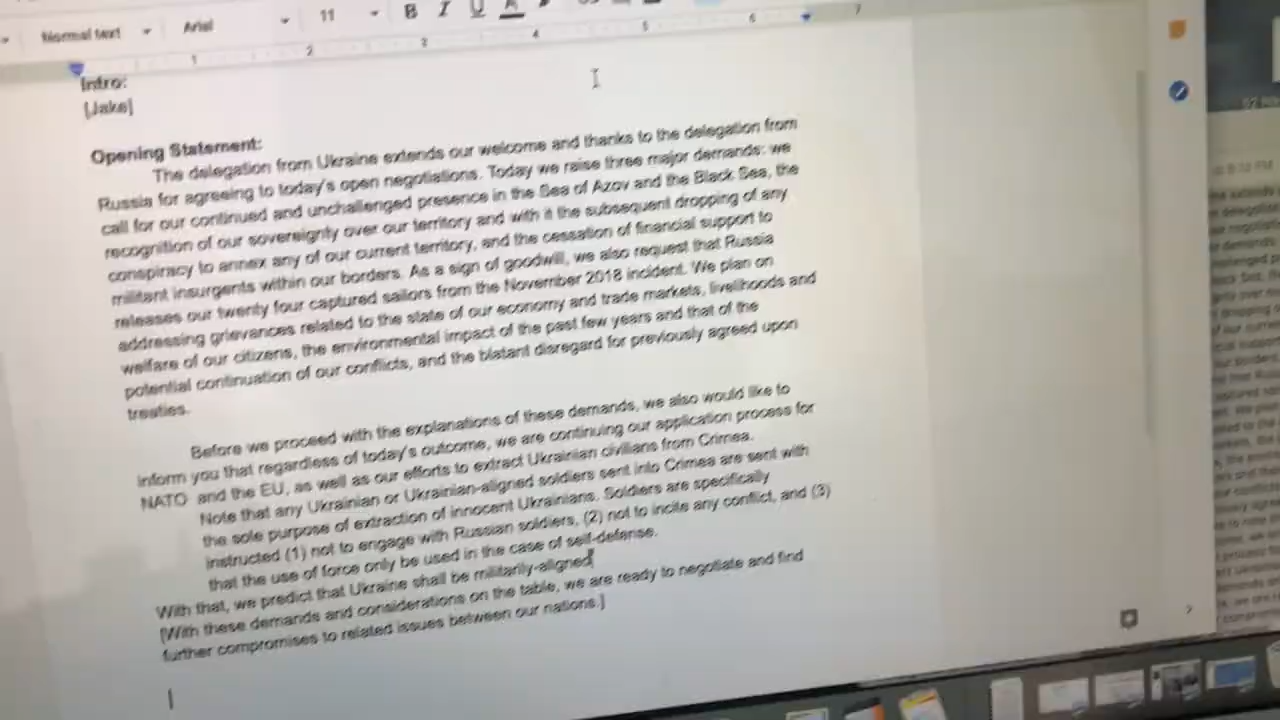 Normal text Arial 11 B I U A
1 2 3 4 5 6 7
Intro:
[Jake]
Opening Statement:
The delegation from Ukraine extends our welcome and thanks to the delegation from
Russia for agreeing to today's open negotiations. Today we raise three major demands: we
call for our continued and unchallenged presence in the Sea of Azov and the Black Sea, the
recognition of our sovereignty over our territory and with it the subsequent dropping of any
conspiracy to annex any of our current territory, and the cessation of financial support to
militant insurgents within our borders. As a sign of goodwill, we also request that Russia
releases our twenty four captured sailors from the November 2018 incident. We plan on
addressing grievances related to the state of our economy and trade markets, livelihoods and
welfare of our citizens, the environmental impact of the past few years and that of the
potential continuation of our conflicts, and the blatant disregard for previously agreed upon
treaties.
Before we proceed with the explanations of these demands, we also would like to
inform you that regardless of today's outcome, we are continuing our application process for
NATO and the EU, as well as our efforts to extract Ukrainian civilians from Crimea.
Note that any Ukrainian or Ukrainian-aligned soldiers sent into Crimea are sent with
the sole purpose of extraction of innocent Ukrainians. Soldiers are specifically
instructed (1) not to engage with Russian soldiers, (2) not to incite any conflict, and (3)
that the use of force only be used in the case of self-defense.
With that, we predict that Ukraine shall be militarily-aligned
[With these demands and considerations on the table, we are ready to negotiate and find
further compromises to related issues between our nations.]